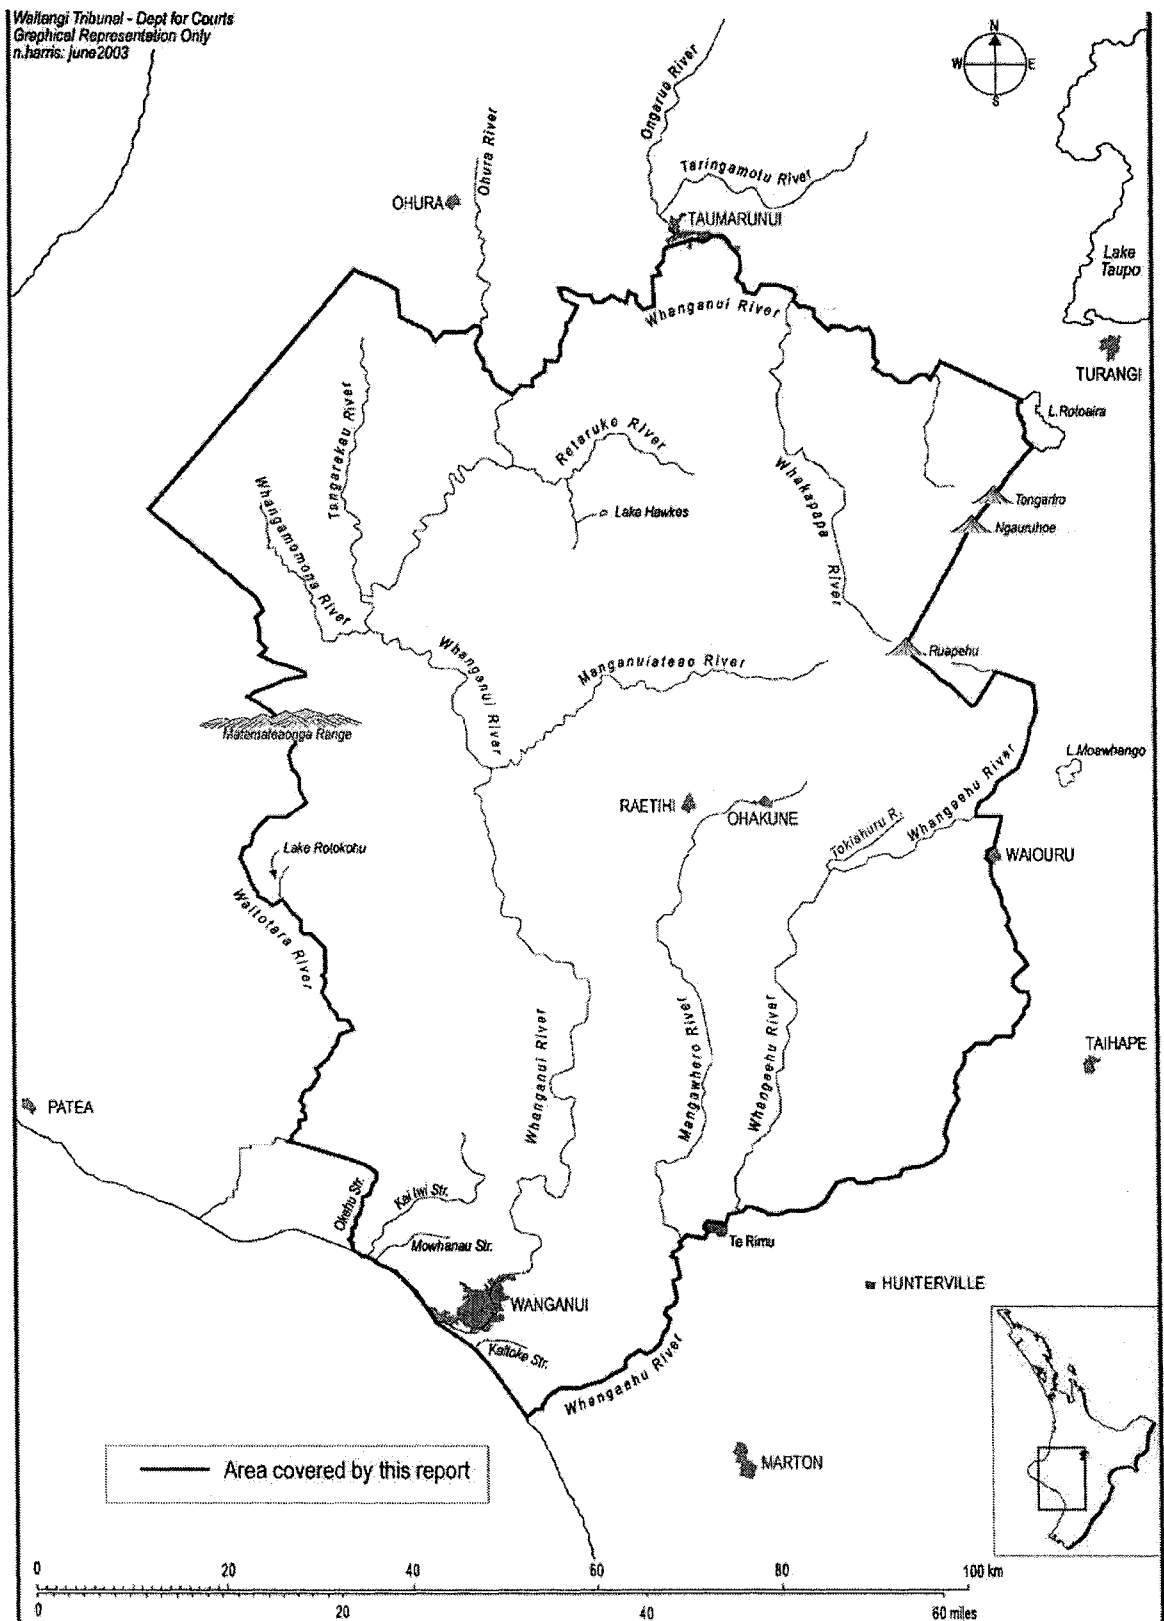 Waitangi Tribunal - Dept for Courts
Graphical Representation Only
n.harris: june2003
N
W E
S
Ongarue River
Ohura River
Taringamotu River
OHURA
TAUMARUNUI
Lake
Taupo
Whanganui River
TURANGI
L.Rotoaira
Tangarakau River
Retaruke River
Whakapapa River
Whangamomona River
Lake Hawkes
Tongariro
Ngauruhoe
Whanganui River
Manganuiateao River
Ruapehu
Matemateaonga Range
L.Moawhango
RAETIHI
OHAKUNE
Tokiahuru R.
Whangaehu River
Lake Rotokohu
WAIOURU
Waitotara River
Whanganui River
Mangawhero River
Whangaehu River
TAIHAPE
PATEA
Okehu Str.
Kai Iwi Str.
Mowhanau Str.
Te Rimu
HUNTERVILLE
WANGANUI
Kaitoke Str.
Whangaehu River
MARTON
Area covered by this report
0 20 40 60 80 100 km
0 20 40 60 miles